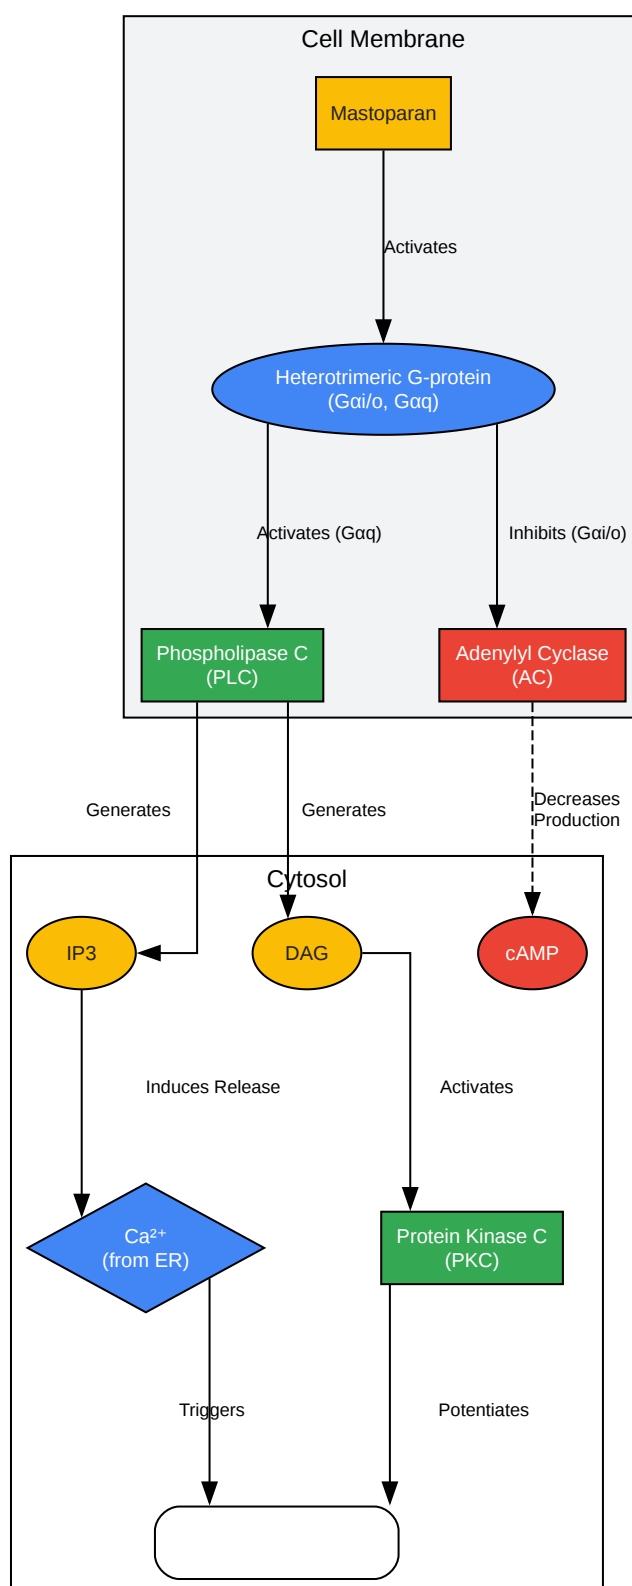 Cell Membrane
Mastoparan
Activates
Heterotrimeric G-protein
(Gαi/o, Gαq)
Activates (Gαq)
Inhibits (Gαi/o)
Phospholipase C
(PLC)
Adenylyl Cyclase
(AC)
Generates
Generates
Decreases
Production
Cytosol
IP3
DAG
cAMP
Induces Release
Activates
Ca²⁺
(from ER)
Protein Kinase C
(PKC)
Triggers
Potentiates